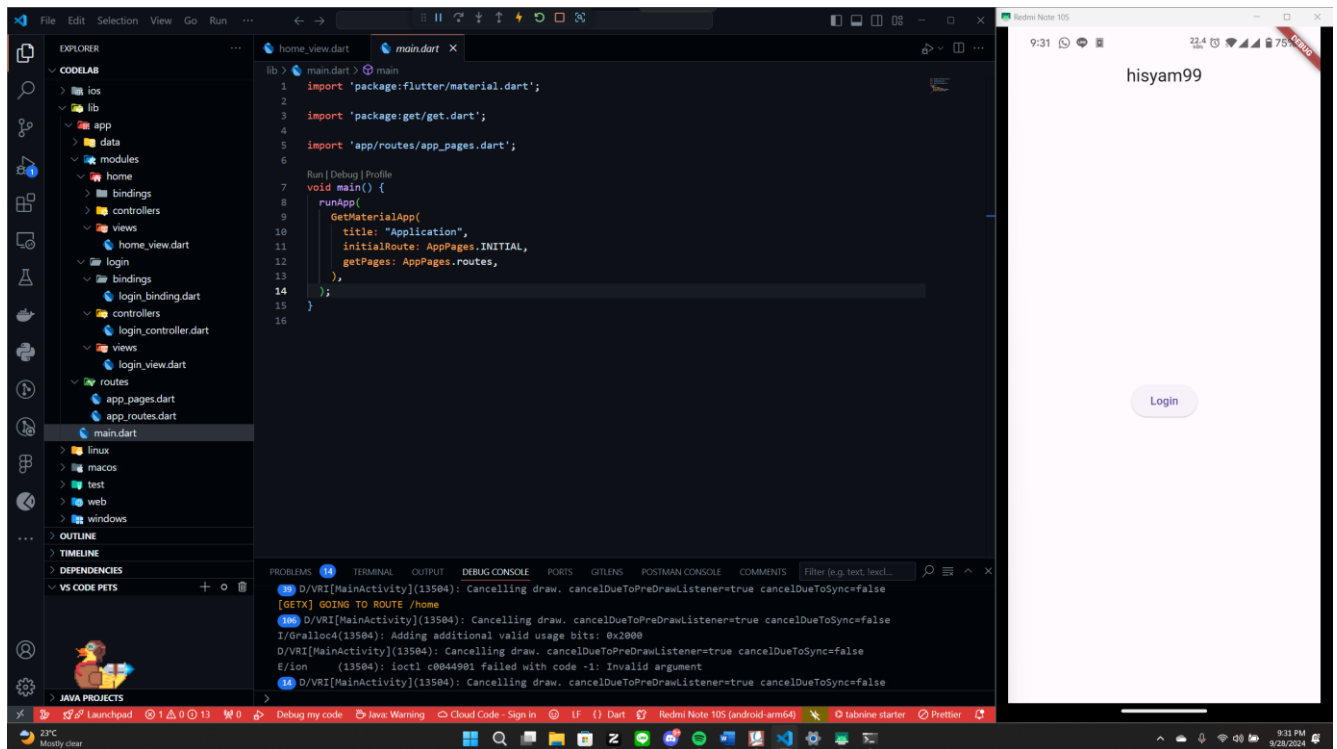 File Edit Selection View Go Run ···
Redmi Note 10S
EXPLORER
CODELAB
ios
lib
app
data
modules
home
bindings
controllers
views
home_view.dart
login
bindings
login_binding.dart
controllers
login_controller.dart
views
login_view.dart
routes
app_pages.dart
app_routes.dart
main.dart
linux
macos
test
web
windows
OUTLINE
TIMELINE
DEPENDENCIES
VS CODE PETS
JAVA PROJECTS
home_view.dart main.dart
lib > main.dart > main
1 import 'package:flutter/material.dart';
2
3 import 'package:get/get.dart';
4
5 import 'app/routes/app_pages.dart';
6
Run | Debug | Profile
7 void main() {
8 runApp(
9 GetMaterialApp(
10 title: "Application",
11 initialRoute: AppPages.INITIAL,
12 getPages: AppPages.routes,
13 ),
14 );
15 }
16
PROBLEMS 14 TERMINAL OUTPUT DEBUG CONSOLE PORTS GITLENS POSTMAN CONSOLE COMMENTS Filter (e.g. text, !excl...
39 D/VRI[MainActivity](13504): Cancelling draw. cancelDueToPreDrawListener=true cancelDueToSync=false
[GETX] GOING TO ROUTE /home
106 D/VRI[MainActivity](13504): Cancelling draw. cancelDueToPreDrawListener=true cancelDueToSync=false
I/Gralloc4(13504): Adding additional valid usage bits: 0x2000
D/VRI[MainActivity](13504): Cancelling draw. cancelDueToPreDrawListener=true cancelDueToSync=false
E/ion (13504): ioctl c0044901 failed with code -1: Invalid argument
14 D/VRI[MainActivity](13504): Cancelling draw. cancelDueToPreDrawListener=true cancelDueToSync=false
Launchpad 1 0 13 0 Debug my code Java: Warning Cloud Code - Sign in LF {} Dart Redmi Note 10S (android-arm64) tabnine starter Prettier
9:31 22.4 75
DEBUG
hisyam99
Login
23°C
Mostly clear
9:31 PM
9/28/2024